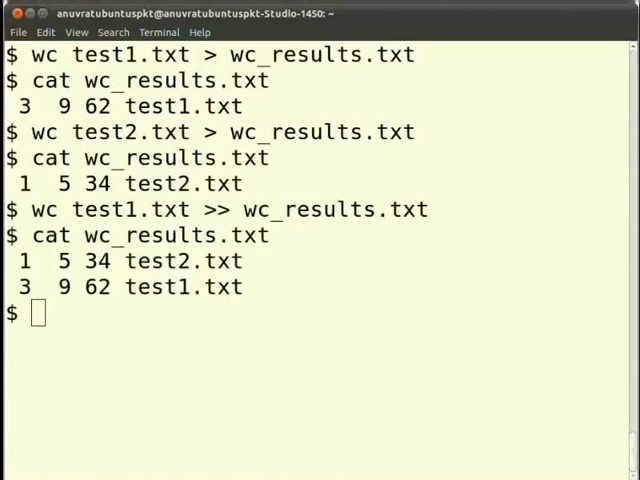 anuvratubuntuspkt@anuvratubuntuspkt-Studio-1450: ~
File Edit View Search Terminal Help
$ wc test1.txt > wc_results.txt
$ cat wc_results.txt
3 9 62 test1.txt
$ wc test2.txt > wc_results.txt
$ cat wc_results.txt
1 5 34 test2.txt
$ wc test1.txt >> wc_results.txt
$ cat wc_results.txt
1 5 34 test2.txt
3 9 62 test1.txt
$